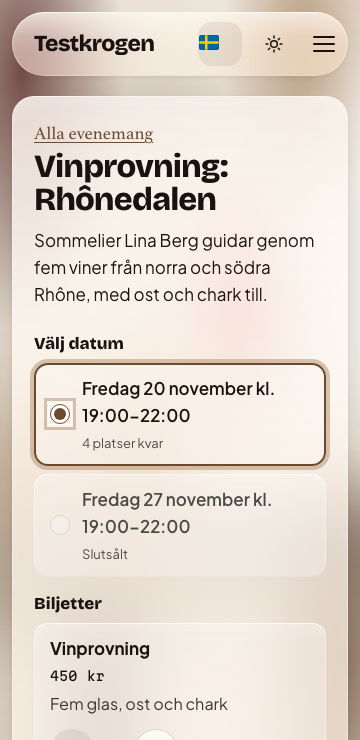 Testkrogen
Alla evenemang
Vinprovning:
Rhônedalen
Sommelier Lina Berg guidar genom
fem viner från norra och södra
Rhône, med ost och chark till.
Välj datum
Fredag 20 november kl.
19:00–22:00
4 platser kvar
Fredag 27 november kl.
19:00–22:00
Slutsålt
Biljetter
Vinprovning
450 kr
Fem glas, ost och chark